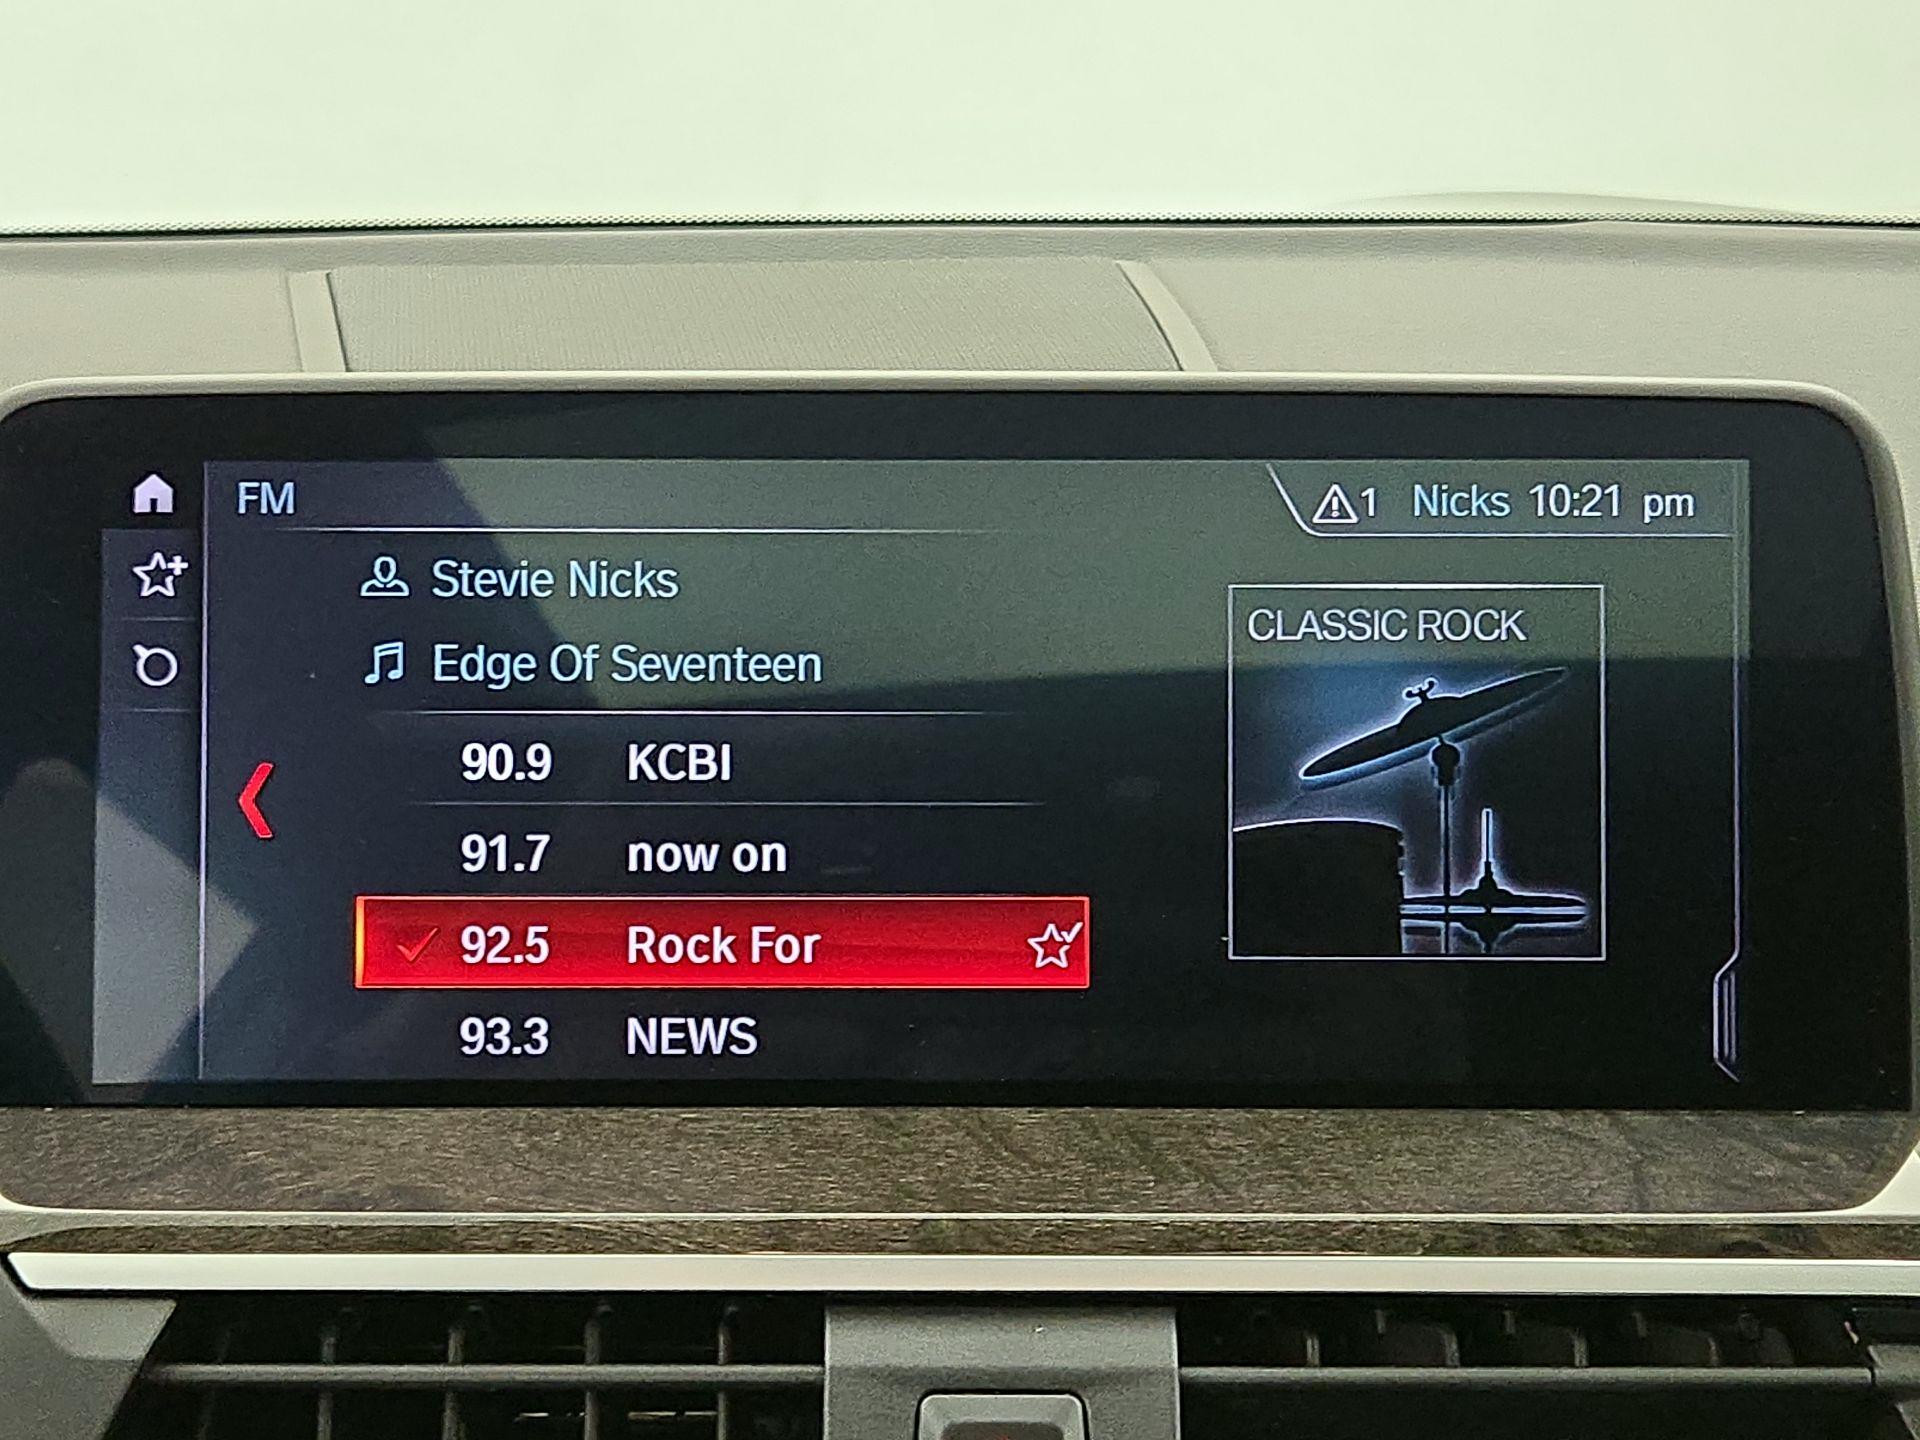 FM
1 Nicks 10:21 pm
Stevie Nicks
Edge Of Seventeen
90.9 KCBI
91.7 now on
92.5 Rock For
93.3 NEWS
CLASSIC ROCK